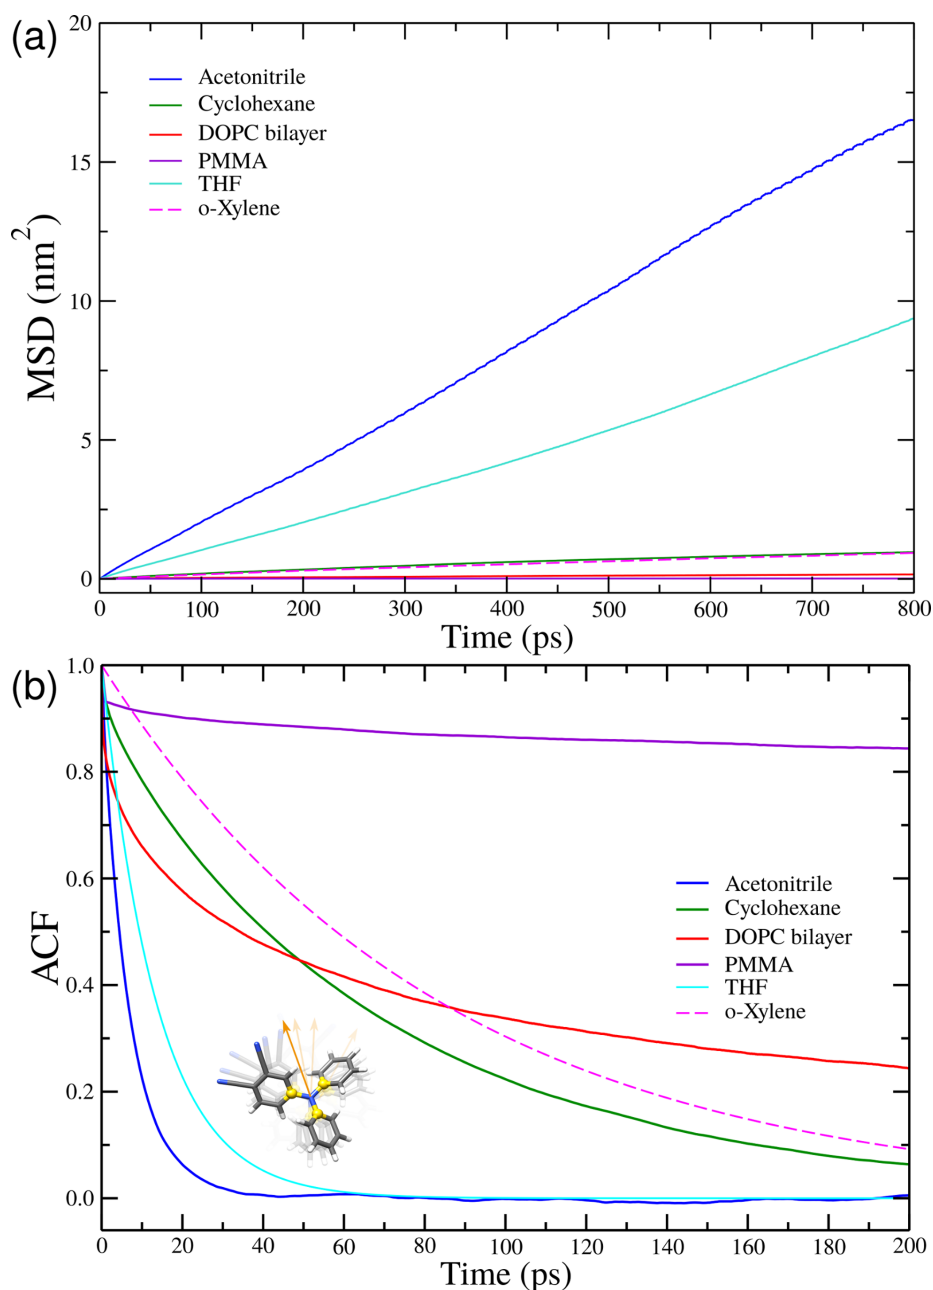 (a)
20
15
10
5
0
MSD (nm²)
Acetonitrile
Cyclohexane
DOPC bilayer
PMMA
THF
o-Xylene
0 100 200 300 400 500 600 700 800
Time (ps)
(b)
1.0
0.8
0.6
0.4
0.2
0.0
ACF
Acetonitrile
Cyclohexane
DOPC bilayer
PMMA
THF
o-Xylene
0 20 40 60 80 100 120 140 160 180 200
Time (ps)